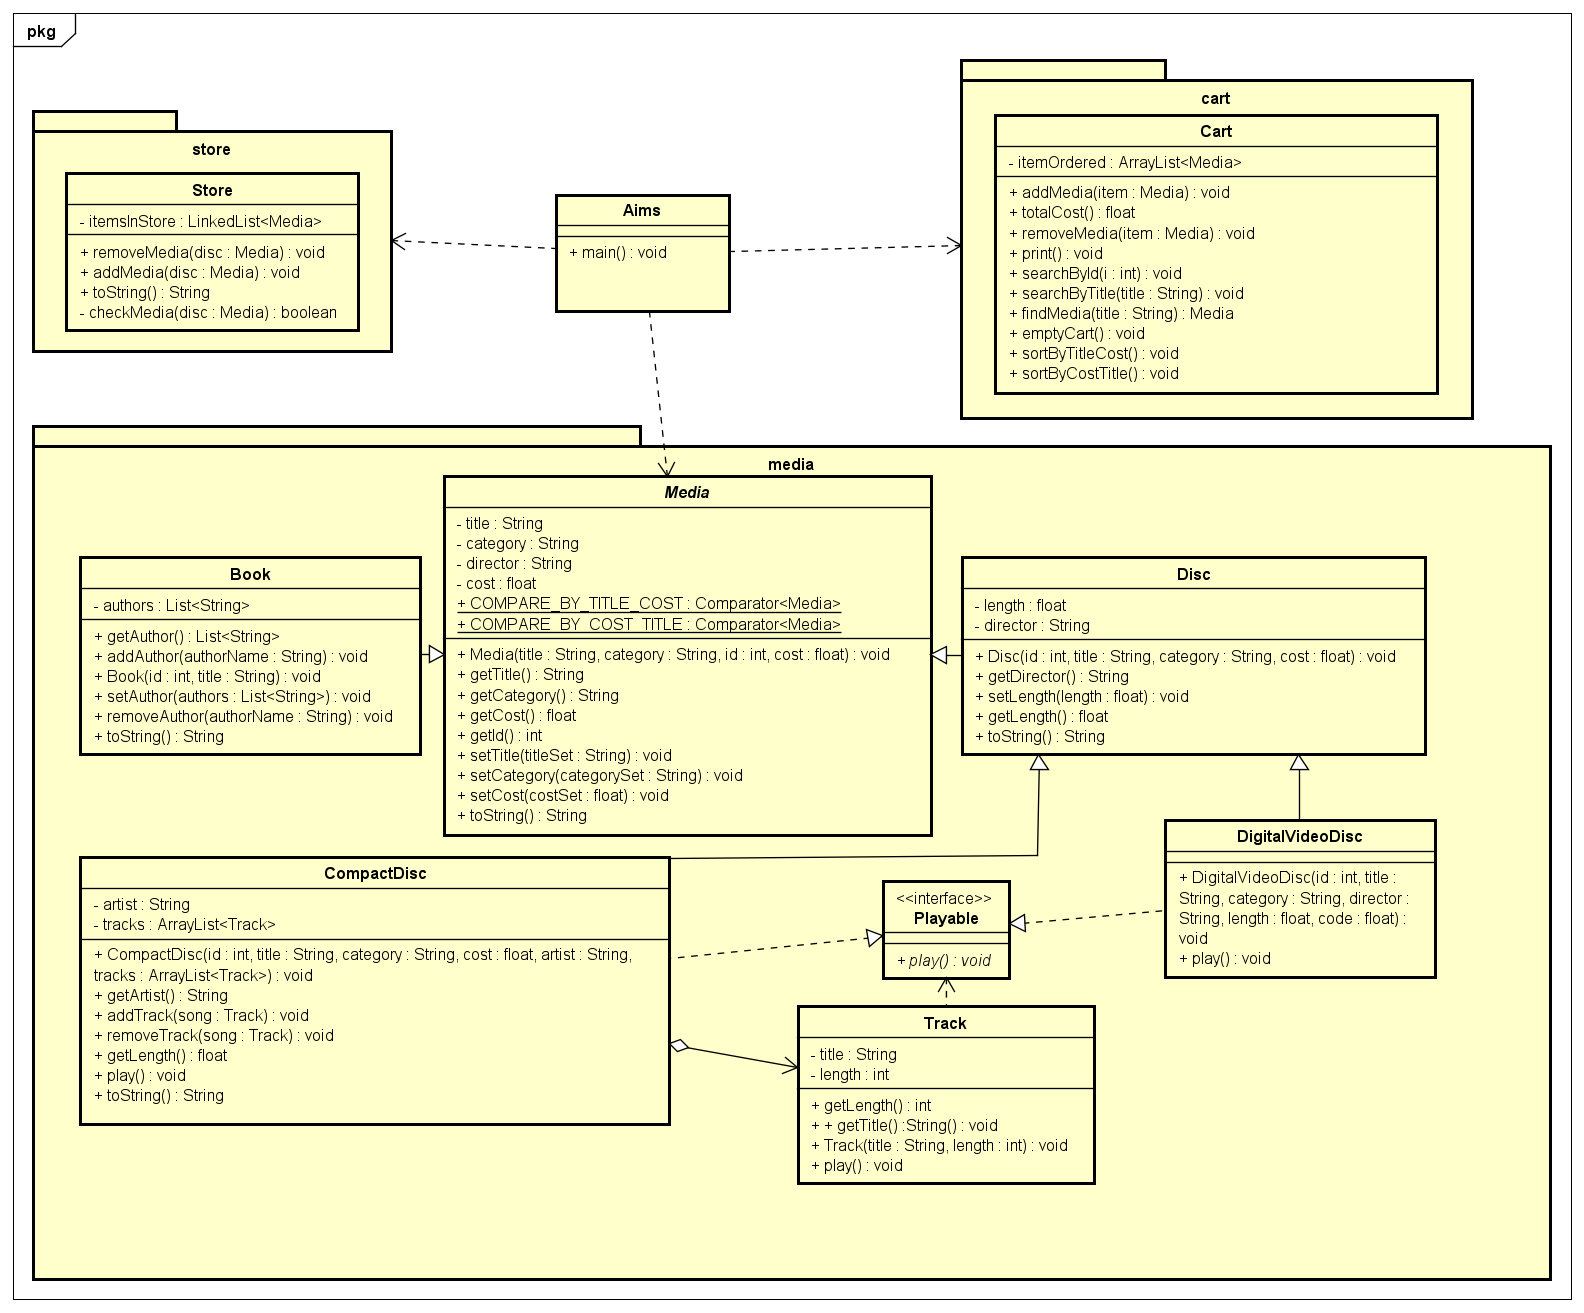 pkg
store
Store
- itemsInStore : LinkedList<Media>
+ removeMedia(disc : Media) : void
+ addMedia(disc : Media) : void
+ toString() : String
- checkMedia(disc : Media) : boolean
Aims
+ main() : void
cart
Cart
- itemOrdered : ArrayList<Media>
+ addMedia(item : Media) : void
+ totalCost() : float
+ removeMedia(item : Media) : void
+ print() : void
+ searchById(i : int) : void
+ searchByTitle(title : String) : void
+ findMedia(title : String) : Media
+ emptyCart() : void
+ sortByTitleCost() : void
+ sortByCostTitle() : void
media
Media
- title : String
- category : String
- director : String
- cost : float
+ COMPARE_BY_TITLE_COST : Comparator<Media>
+ COMPARE_BY_COST_TITLE : Comparator<Media>
+ Media(title : String, category : String, id : int, cost : float) : void
+ getTitle() : String
+ getCategory() : String
+ getCost() : float
+ getId() : int
+ setTitle(titleSet : String) : void
+ setCategory(categorySet : String) : void
+ setCost(costSet : float) : void
+ toString() : String
Book
- authors : List<String>
+ getAuthor() : List<String>
+ addAuthor(authorName : String) : void
+ Book(id : int, title : String) : void
+ setAuthor(authors : List<String>) : void
+ removeAuthor(authorName : String) : void
+ toString() : String
Disc
- length : float
- director : String
+ Disc(id : int, title : String, category : String, cost : float) : void
+ getDirector() : String
+ setLength(length : float) : void
+ getLength() : float
+ toString() : String
CompactDisc
- artist : String
- tracks : ArrayList<Track>
+ CompactDisc(id : int, title : String, category : String, cost : float, artist : String,
tracks : ArrayList<Track>) : void
+ getArtist() : String
+ addTrack(song : Track) : void
+ removeTrack(song : Track) : void
+ getLength() : float
+ play() : void
+ toString() : String
<<interface>>
Playable
+ play() : void
DigitalVideoDisc
+ DigitalVideoDisc(id : int, title :
String, category : String, director :
String, length : float, code : float) :
void
+ play() : void
Track
- title : String
- length : int
+ getLength() : int
+ + getTitle() :String() : void
+ Track(title : String, length : int) : void
+ play() : void